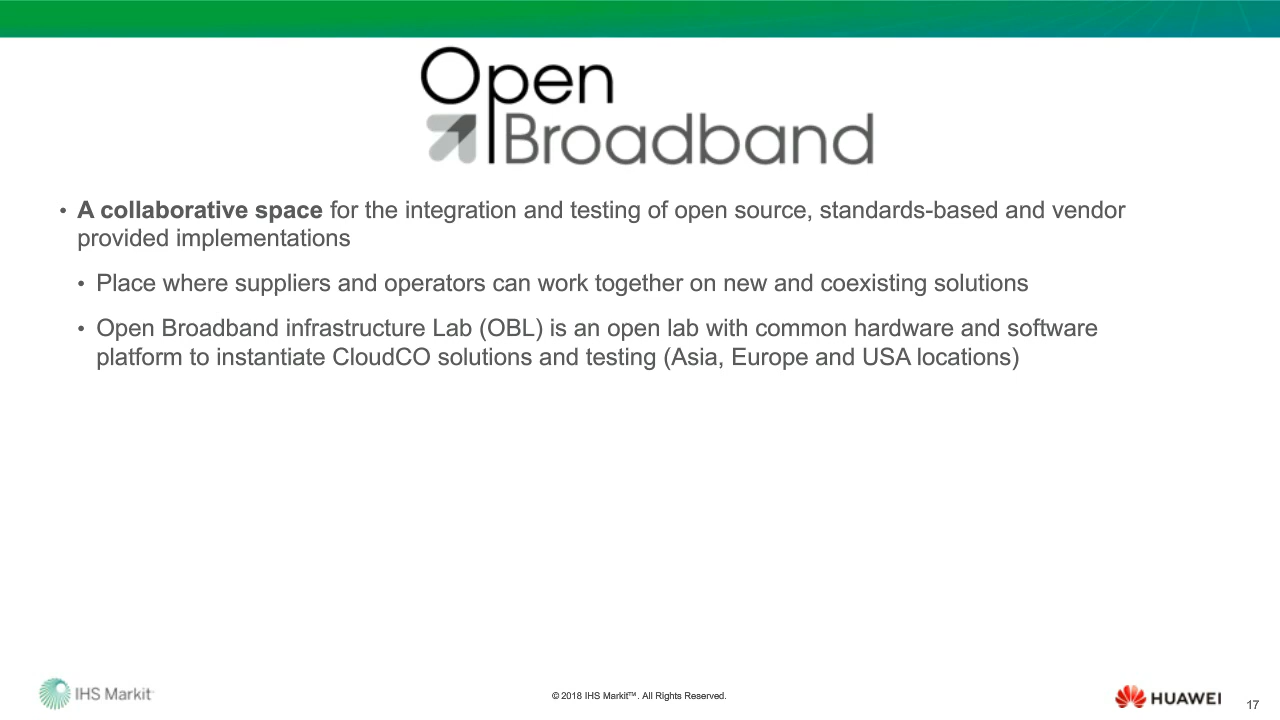 Open
Broadband
• A collaborative space for the integration and testing of open source, standards-based and vendor
provided implementations
• Place where suppliers and operators can work together on new and coexisting solutions
• Open Broadband infrastructure Lab (OBL) is an open lab with common hardware and software
platform to instantiate CloudCO solutions and testing (Asia, Europe and USA locations)
IHS Markit™
© 2018 IHS Markit™. All Rights Reserved.
HUAWEI
17